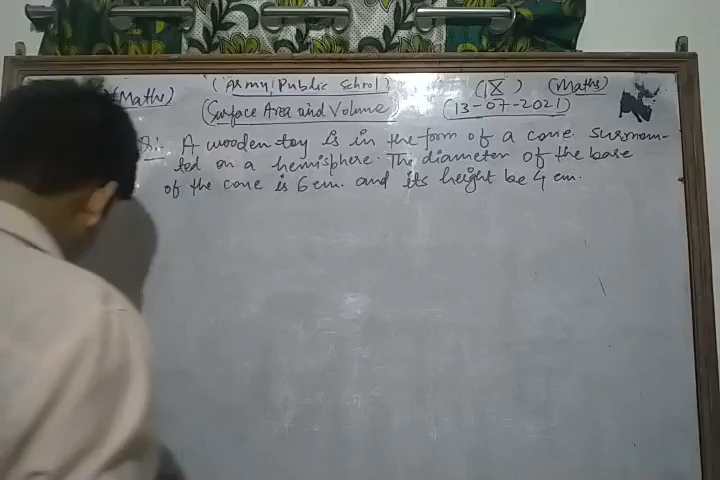 (Maths) (Army Public School) (IX) (Maths)
(Surface Area and Volume) (13-07-2021)
Q:- A wooden toy is in the form of a cone surmoun-
ted on a hemisphere. The diameter of the base
of the cone is 6 cm. and its height be 4 cm.